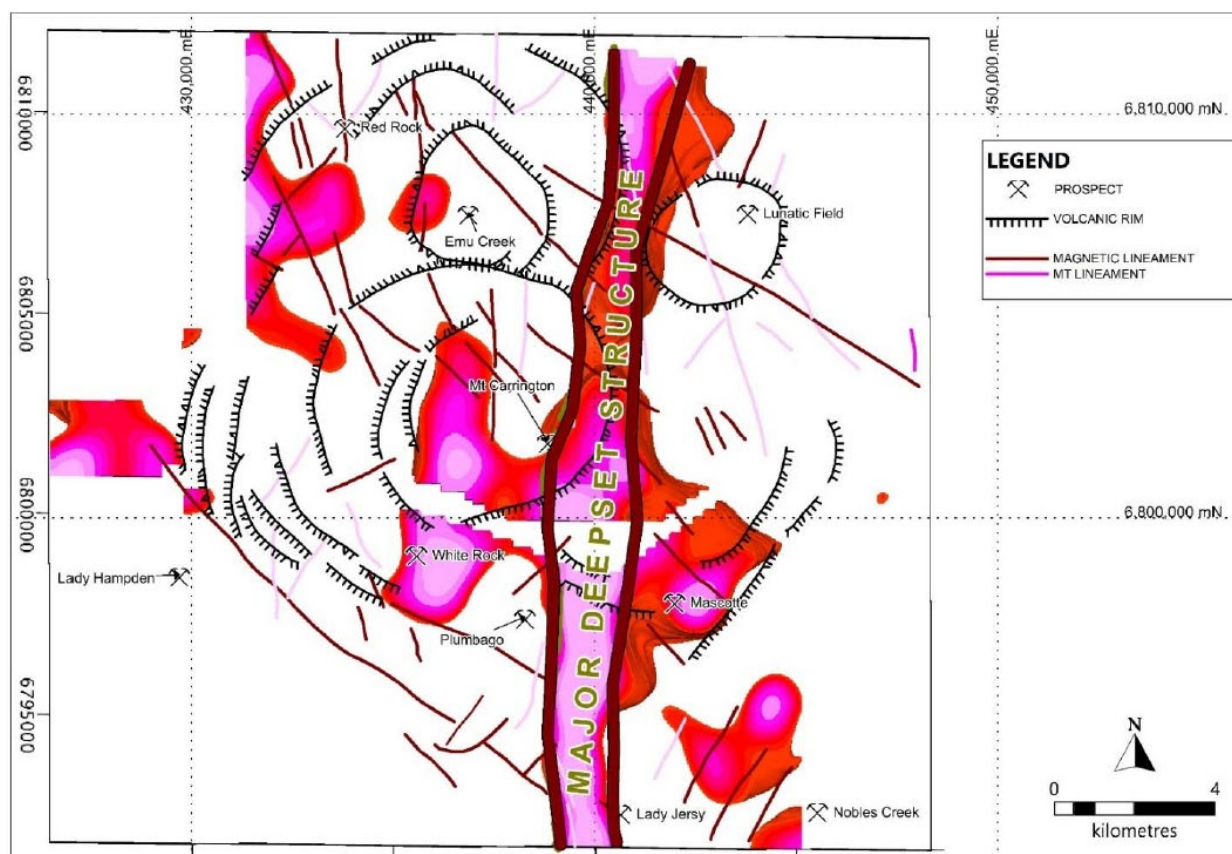 430,000 mE
440,000 mE
450,000 mE
6810000
6,810,000 mN
Red Rock
LEGEND
PROSPECT
VOLCANIC RIM
MAGNETIC LINEAMENT
MT LINEAMENT
Emu Creek
Lunatic Field
6805000
MAJOR DEEPSET STRUCTURE
Mt Carrington
6800000
6,800,000 mN
White Rock
Lady Hampden
Mascotte
Plumbago
6795000
N
0 4
kilometres
Lady Jersy
Nobles Creek